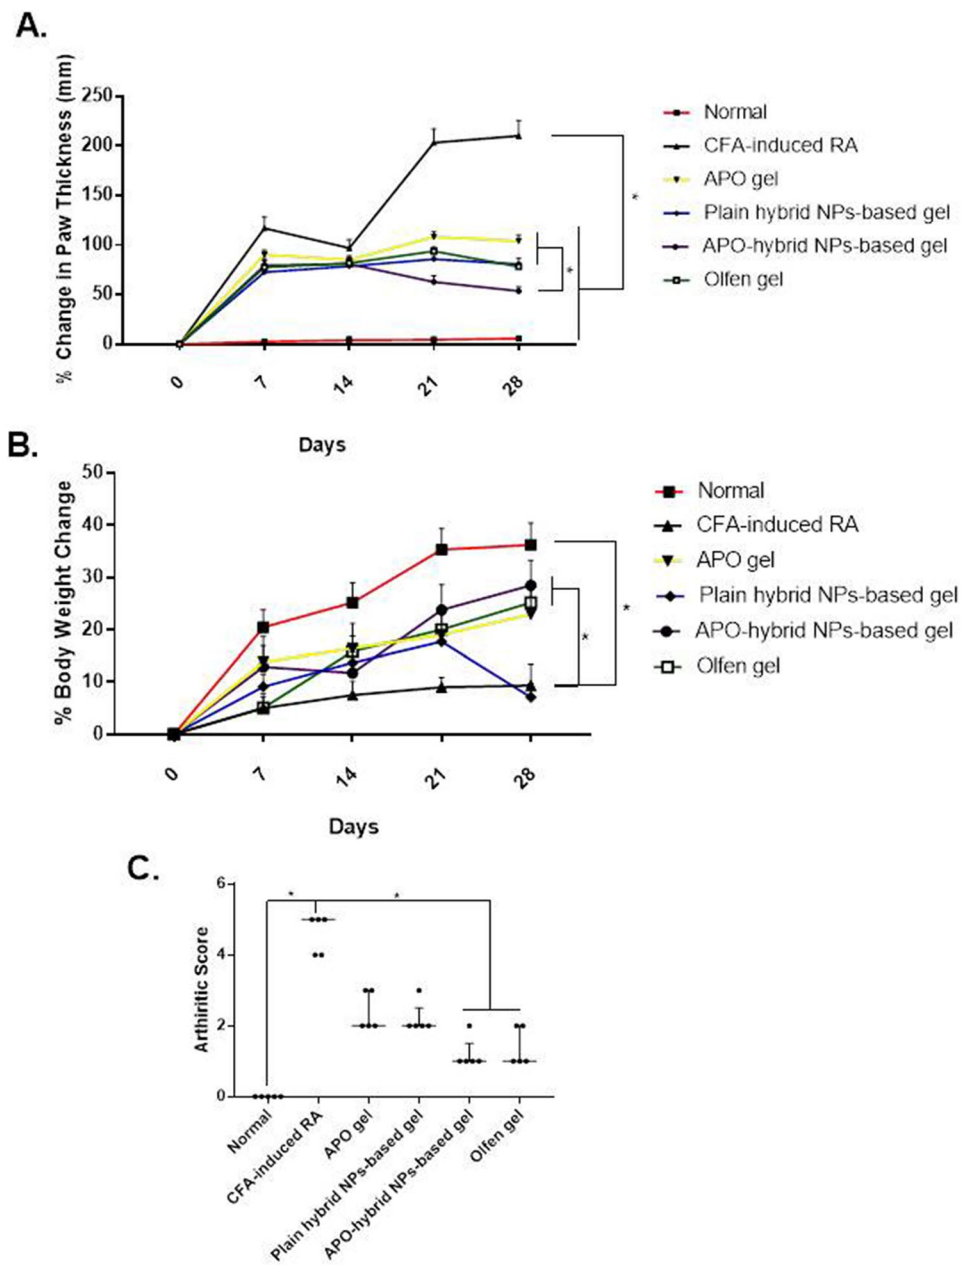 A.
% Change in Paw Thickness (mm)
250
200
150
100
50
0
0
7
14
21
28
Days
*
*
Normal
CFA-induced RA
APO gel
Plain hybrid NPs-based gel
APO-hybrid NPs-based gel
Olfen gel
B.
% Body Weight Change
50
40
30
20
10
0
0
7
14
21
28
Days
*
*
Normal
CFA-induced RA
APO gel
Plain hybrid NPs-based gel
APO-hybrid NPs-based gel
Olfen gel
C.
Arthiritic Score
6
4
2
0
*
*
Normal
CFA-induced RA
APO gel
Plain hybrid NPs-based gel
APO-hybrid NPs-based gel
Olfen gel